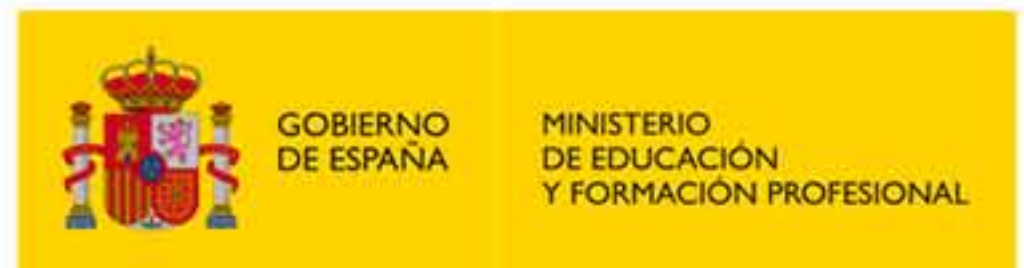 GOBIERNO
DE ESPAÑA
MINISTERIO
DE EDUCACIÓN
Y FORMACIÓN PROFESIONAL